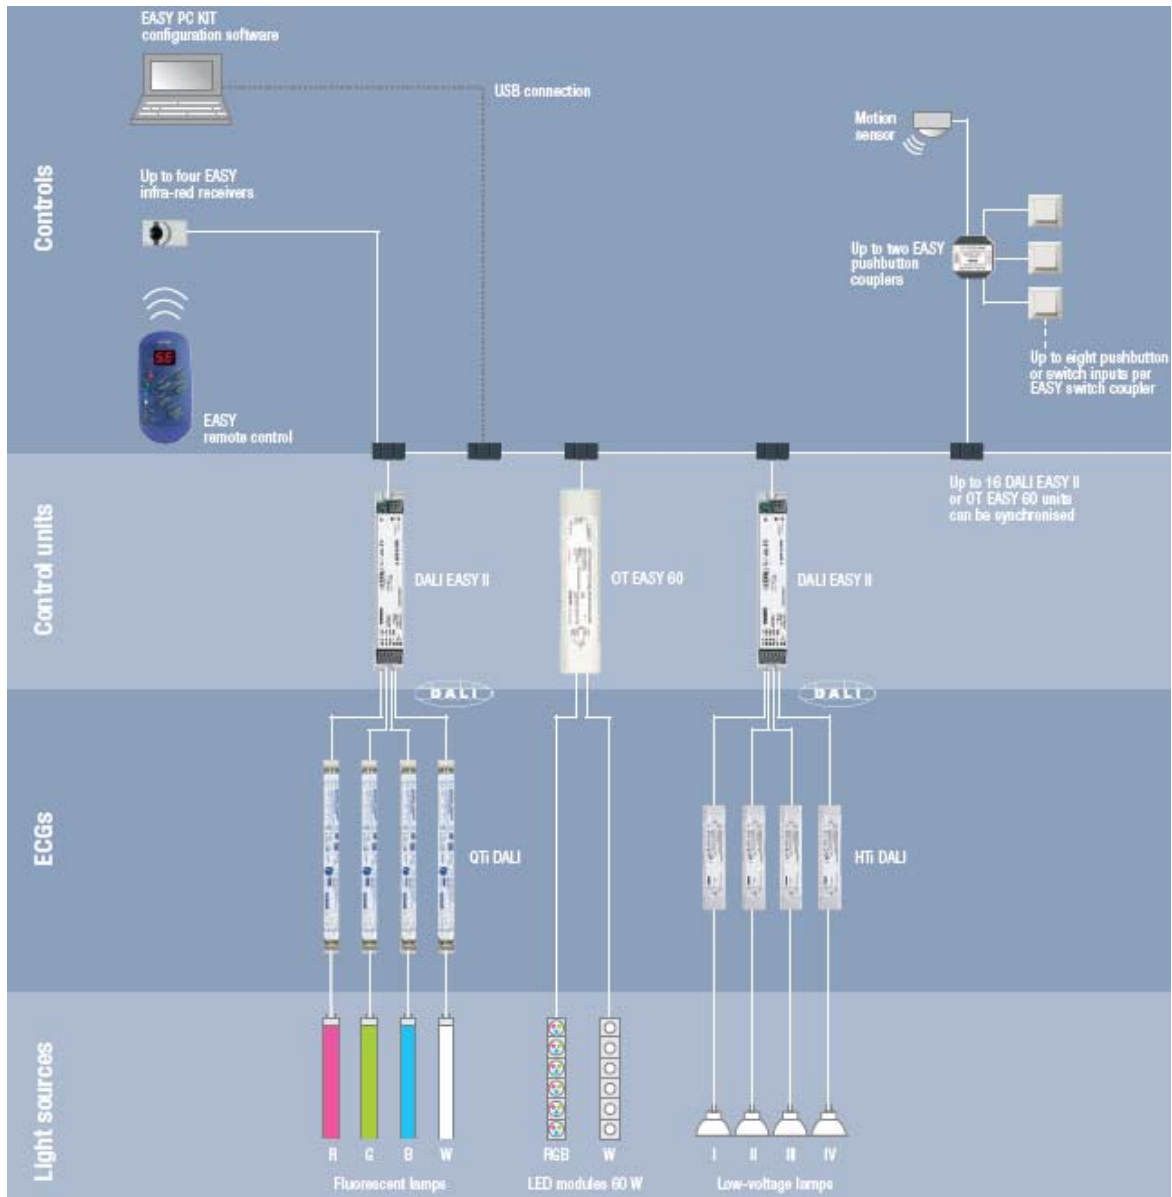 EASY PC KIT
configuration software
USB connection
Motion
sensor
Controls
Up to four EASY
infra-red receivers
Up to two EASY
pushbutton
couplers
Up to eight pushbutton
or switch inputs per
EASY switch coupler
EASY
remote control
Up to 16 DALI EASY II
or OT EASY 60 units
can be synchronised
Control units
DALI EASY II
OT EASY 60
DALI EASY II
DALI
DALI
ECGs
QTi DALI
HTi DALI
Light sources
R G B W
Fluorescent lamps
RGB W
LED modules 60 W
I II III IV
Low-voltage lamps